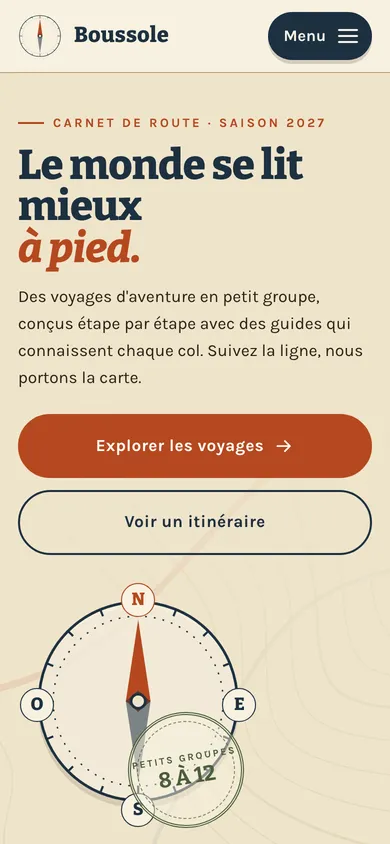 Boussole
Menu
CARNET DE ROUTE · SAISON 2027
Le monde se lit
mieux
à pied.
Des voyages d'aventure en petit groupe,
conçus étape par étape avec des guides qui
connaissent chaque col. Suivez la ligne, nous
portons la carte.
Explorer les voyages →
Voir un itinéraire
N
O
E
PETITS GROUPES
8 À 12
S